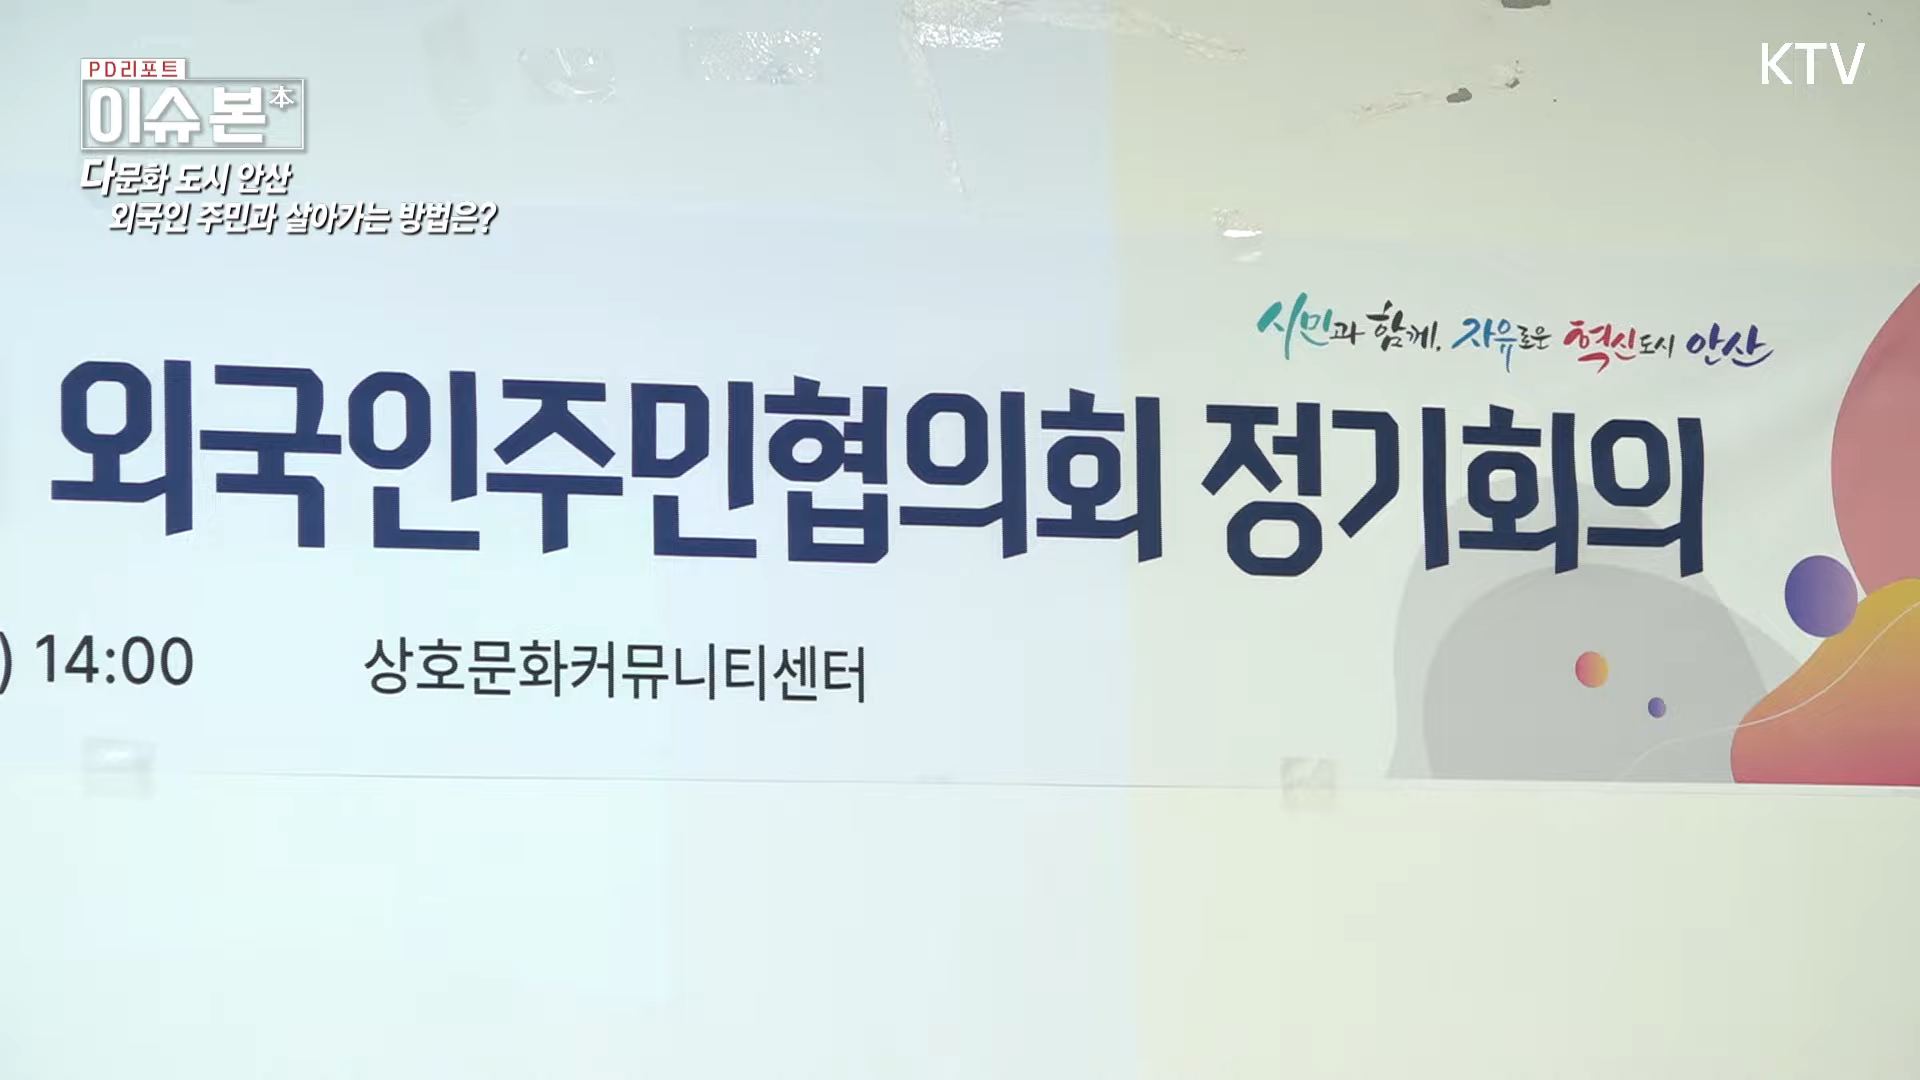 PD리포트
이슈 본本
다문화 도시 안산
외국인 주민과 살아가는 방법은?
KTV
시민과 함께, 자유로운 혁신도시 안산
외국인주민협의회 정기회의
) 14:00 상호문화커뮤니티센터